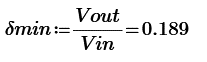 δmin := Vout / Vin = 0.189